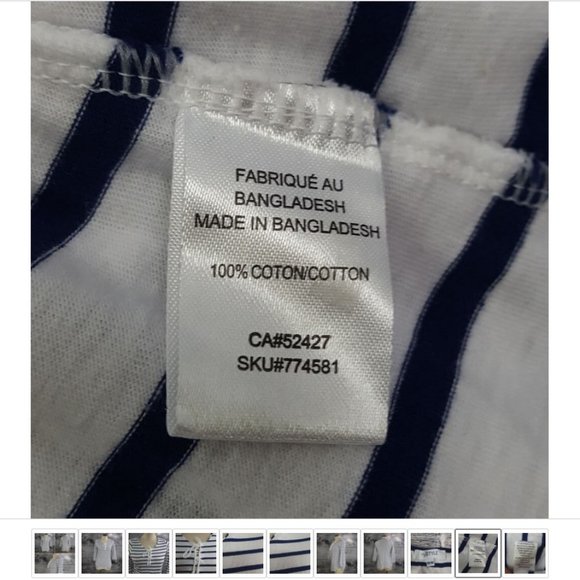 FABRIQUÉ AU
BANGLADESH
MADE IN BANGLADESH
100% COTON/COTTON
CA#52427
SKU#774581